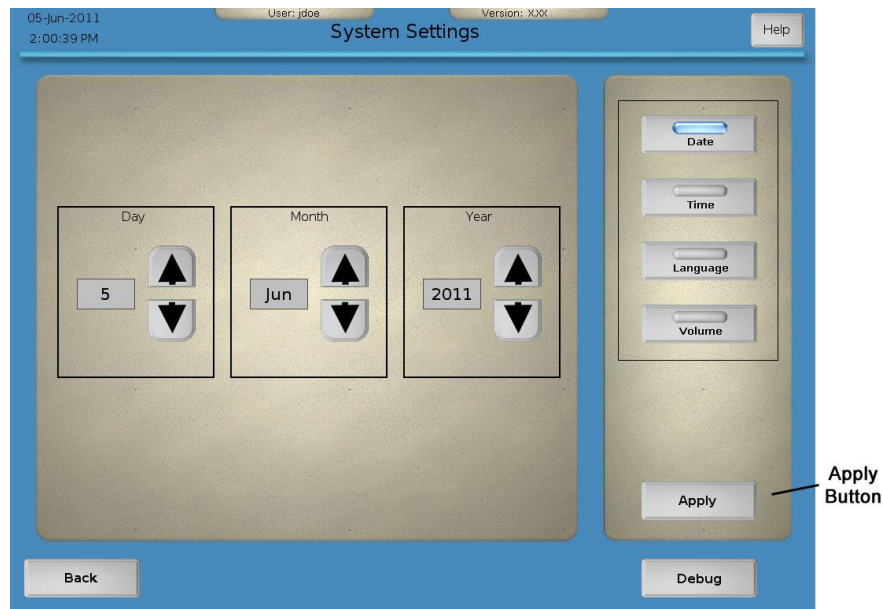 05-Jun-2011
2:00:39 PM
User: jdoe
Version: X.XX
System Settings
Help
Day
Month
Year
5
Jun
2011
Date
Time
Language
Volume
Apply
Apply
Button
Back
Debug